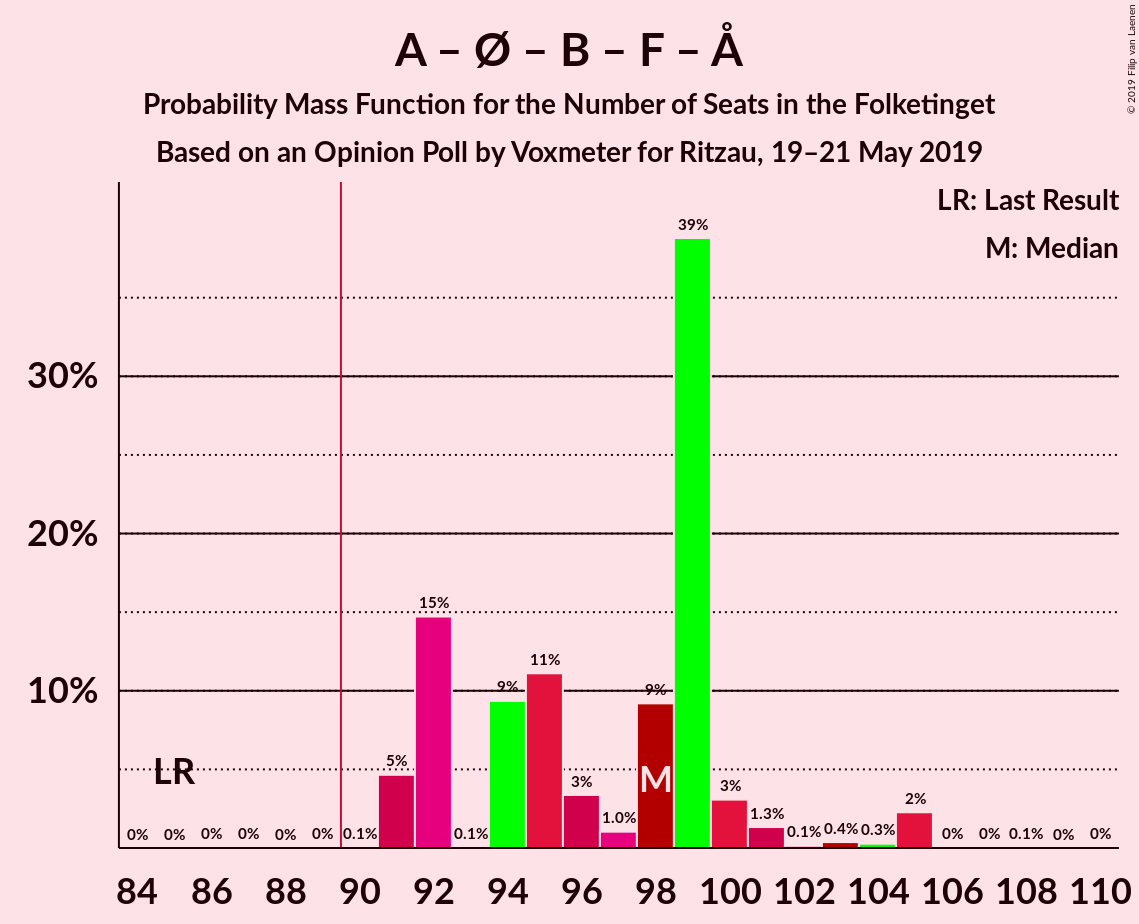 A – Ø – B – F – Å
Probability Mass Function for the Number of Seats in the Folketinget
Based on an Opinion Poll by Voxmeter for Ritzau, 19–21 May 2019
© 2019 Filip van Laenen
LR: Last Result
M: Median
30%
20%
10%
LR
M
0% 0% 0% 0% 0% 0% 0.1% 5% 15% 0.1% 9% 11% 3% 1.0% 9% 39% 3% 1.3% 0.1% 0.4% 0.3% 2% 0% 0% 0.1% 0% 0%
84 86 88 90 92 94 96 98 100 102 104 106 108 110